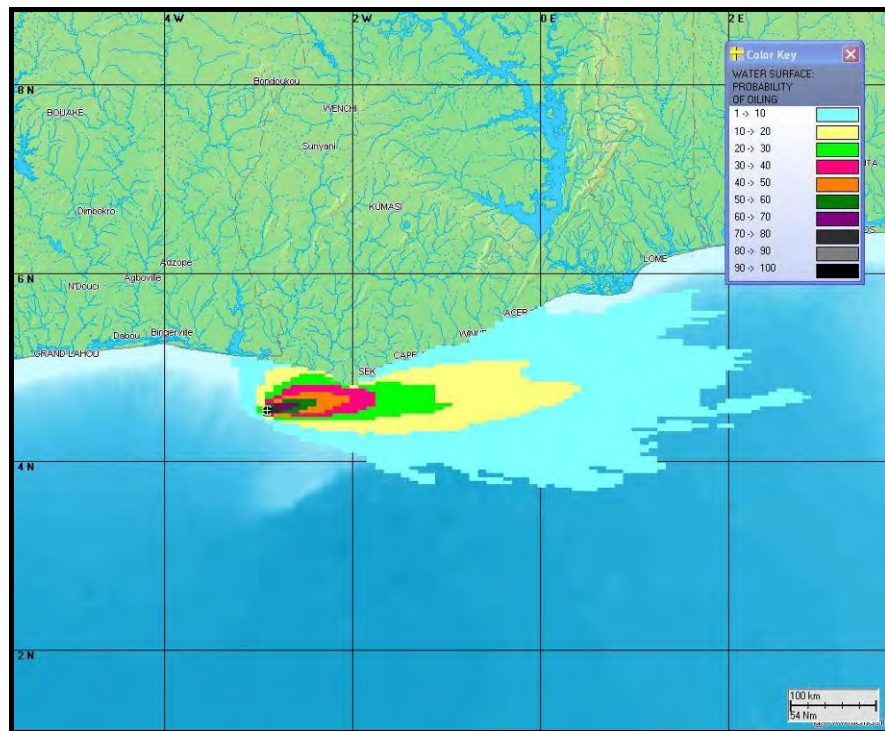 4 W
2 W
0 E
2 E
Color Key
WATER SURFACE:
PROBABILITY
OF OILING
1 -> 10
10 -> 20
20 -> 30
30 -> 40
40 -> 50
50 -> 60
60 -> 70
70 -> 80
80 -> 90
90 -> 100
8 N
Bondoukou
BOUAKE
WENCHI
Sunyani
KUMASI
Dimbokro
Adzope
6 N
Agboville
N'Douci
LOME
Dabou
Bingerville
GRAND LAHOU
ACER
WINE
CAPE
SEK
4 N
2 N
100 km
54 Nm